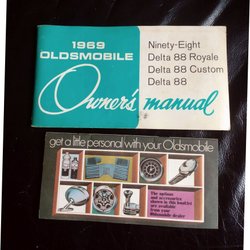 1969
OLDSMOBILE
Ninety-Eight
Delta 88 Royale
Delta 88 Custom
Delta 88
Owner's manual
get a little personal with your Oldsmobile
The options
and accessories
shown in this booklet
are available
from your
Oldsmobile dealer